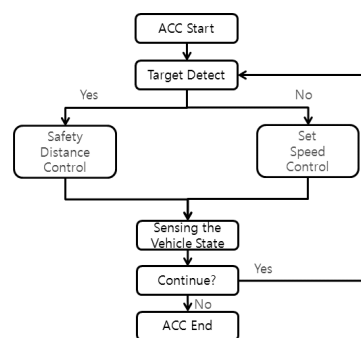 ACC Start
Target Detect
Yes
No
Safety
Distance
Control
Set
Speed
Control
Sensing the
Vehicle State
Continue?
Yes
No
ACC End